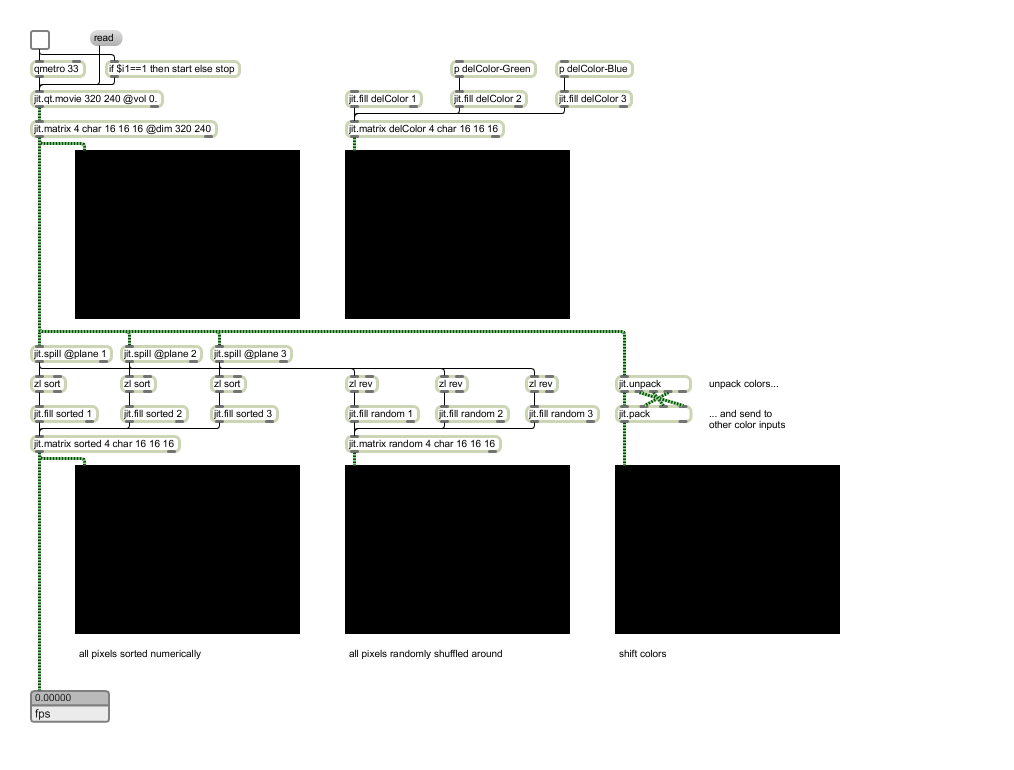 read
qmetro 33
if $i1==1 then start else stop
p delColor-Green
p delColor-Blue
jit.qt.movie 320 240 @vol 0.
jit.fill delColor 1
jit.fill delColor 2
jit.fill delColor 3
jit.matrix 4 char 16 16 16 @dim 320 240
jit.matrix delColor 4 char 16 16 16
jit.spill @plane 1
jit.spill @plane 2
jit.spill @plane 3
zl sort
zl sort
zl sort
zl rev
zl rev
zl rev
jit.unpack
unpack colors...
jit.fill sorted 1
jit.fill sorted 2
jit.fill sorted 3
jit.fill random 1
jit.fill random 2
jit.fill random 3
jit.pack
... and send to
other color inputs
jit.matrix sorted 4 char 16 16 16
jit.matrix random 4 char 16 16 16
all pixels sorted numerically
all pixels randomly shuffled around
shift colors
0.00000
fps